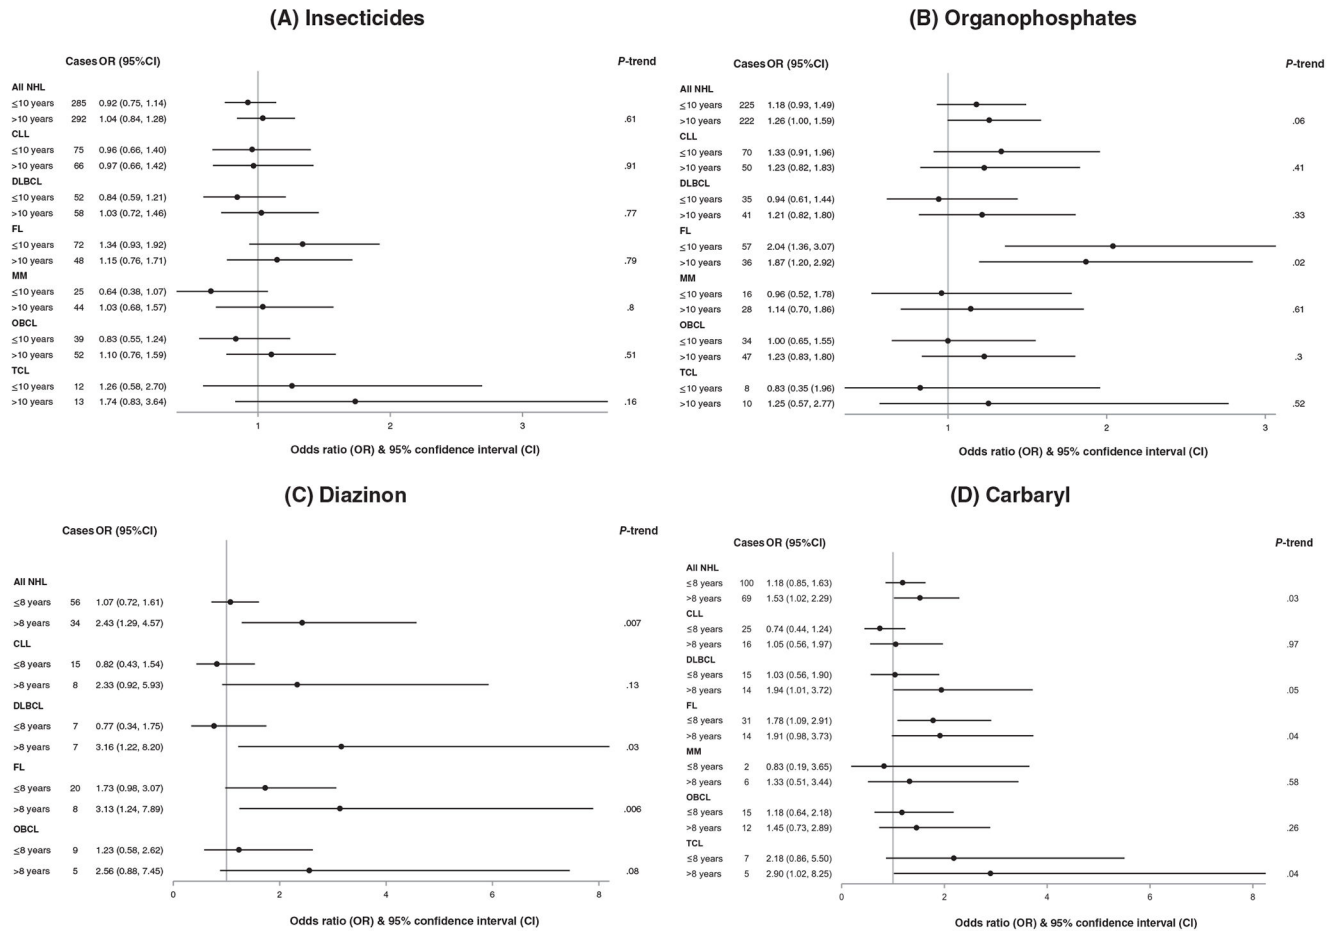 (A) Insecticides
Cases OR (95%CI) P-trend
All NHL
≤10 years 285 0.92 (0.75, 1.14)
>10 years 292 1.04 (0.84, 1.28) .61
CLL
≤10 years 75 0.96 (0.66, 1.40)
>10 years 66 0.97 (0.66, 1.42) .91
DLBCL
≤10 years 52 0.84 (0.59, 1.21)
>10 years 58 1.03 (0.72, 1.46) .77
FL
≤10 years 72 1.34 (0.93, 1.92)
>10 years 48 1.15 (0.76, 1.71) .79
MM
≤10 years 25 0.64 (0.38, 1.07)
>10 years 44 1.03 (0.68, 1.57) .8
OBCL
≤10 years 39 0.83 (0.55, 1.24)
>10 years 52 1.10 (0.76, 1.59) .51
TCL
≤10 years 12 1.26 (0.58, 2.70)
>10 years 13 1.74 (0.83, 3.64) .16
1 2 3
Odds ratio (OR) & 95% confidence interval (CI)
(B) Organophosphates
Cases OR (95%CI) P-trend
All NHL
≤10 years 225 1.18 (0.93, 1.49)
>10 years 222 1.26 (1.00, 1.59) .06
CLL
≤10 years 70 1.33 (0.91, 1.96)
>10 years 50 1.23 (0.82, 1.83) .41
DLBCL
≤10 years 35 0.94 (0.61, 1.44)
>10 years 41 1.21 (0.82, 1.80) .33
FL
≤10 years 57 2.04 (1.36, 3.07)
>10 years 36 1.87 (1.20, 2.92) .02
MM
≤10 years 16 0.96 (0.52, 1.78)
>10 years 28 1.14 (0.70, 1.86) .61
OBCL
≤10 years 34 1.00 (0.65, 1.55)
>10 years 47 1.23 (0.83, 1.80) .3
TCL
≤10 years 8 0.83 (0.35 (1.96)
>10 years 10 1.25 (0.57, 2.77) .52
1 2 3
Odds ratio (OR) & 95% confidence interval (CI)
(C) Diazinon
Cases OR (95%CI) P-trend
All NHL
≤8 years 56 1.07 (0.72, 1.61)
>8 years 34 2.43 (1.29, 4.57) .007
CLL
≤8 years 15 0.82 (0.43, 1.54)
>8 years 8 2.33 (0.92, 5.93) .13
DLBCL
≤8 years 7 0.77 (0.34, 1.75)
>8 years 7 3.16 (1.22, 8.20) .03
FL
≤8 years 20 1.73 (0.98, 3.07)
>8 years 8 3.13 (1.24, 7.89) .006
OBCL
≤8 years 9 1.23 (0.58, 2.62)
>8 years 5 2.56 (0.88, 7.45) .08
0 2 4 6 8
Odds ratio (OR) & 95% confidence interval (CI)
(D) Carbaryl
Cases OR (95%CI) P-trend
All NHL
≤8 years 100 1.18 (0.85, 1.63)
>8 years 69 1.53 (1.02, 2.29) .03
CLL
≤8 years 25 0.74 (0.44, 1.24)
>8 years 16 1.05 (0.56, 1.97) .97
DLBCL
≤8 years 15 1.03 (0.56, 1.90)
>8 years 14 1.94 (1.01, 3.72) .05
FL
≤8 years 31 1.78 (1.09, 2.91)
>8 years 14 1.91 (0.98, 3.73) .04
MM
≤8 years 2 0.83 (0.19, 3.65)
>8 years 6 1.33 (0.51, 3.44) .58
OBCL
≤8 years 15 1.18 (0.64, 2.18)
>8 years 12 1.45 (0.73, 2.89) .26
TCL
≤8 years 7 2.18 (0.86, 5.50)
>8 years 5 2.90 (1.02, 8.25) .04
0 2 4 6 8
Odds ratio (OR) & 95% confidence interval (CI)